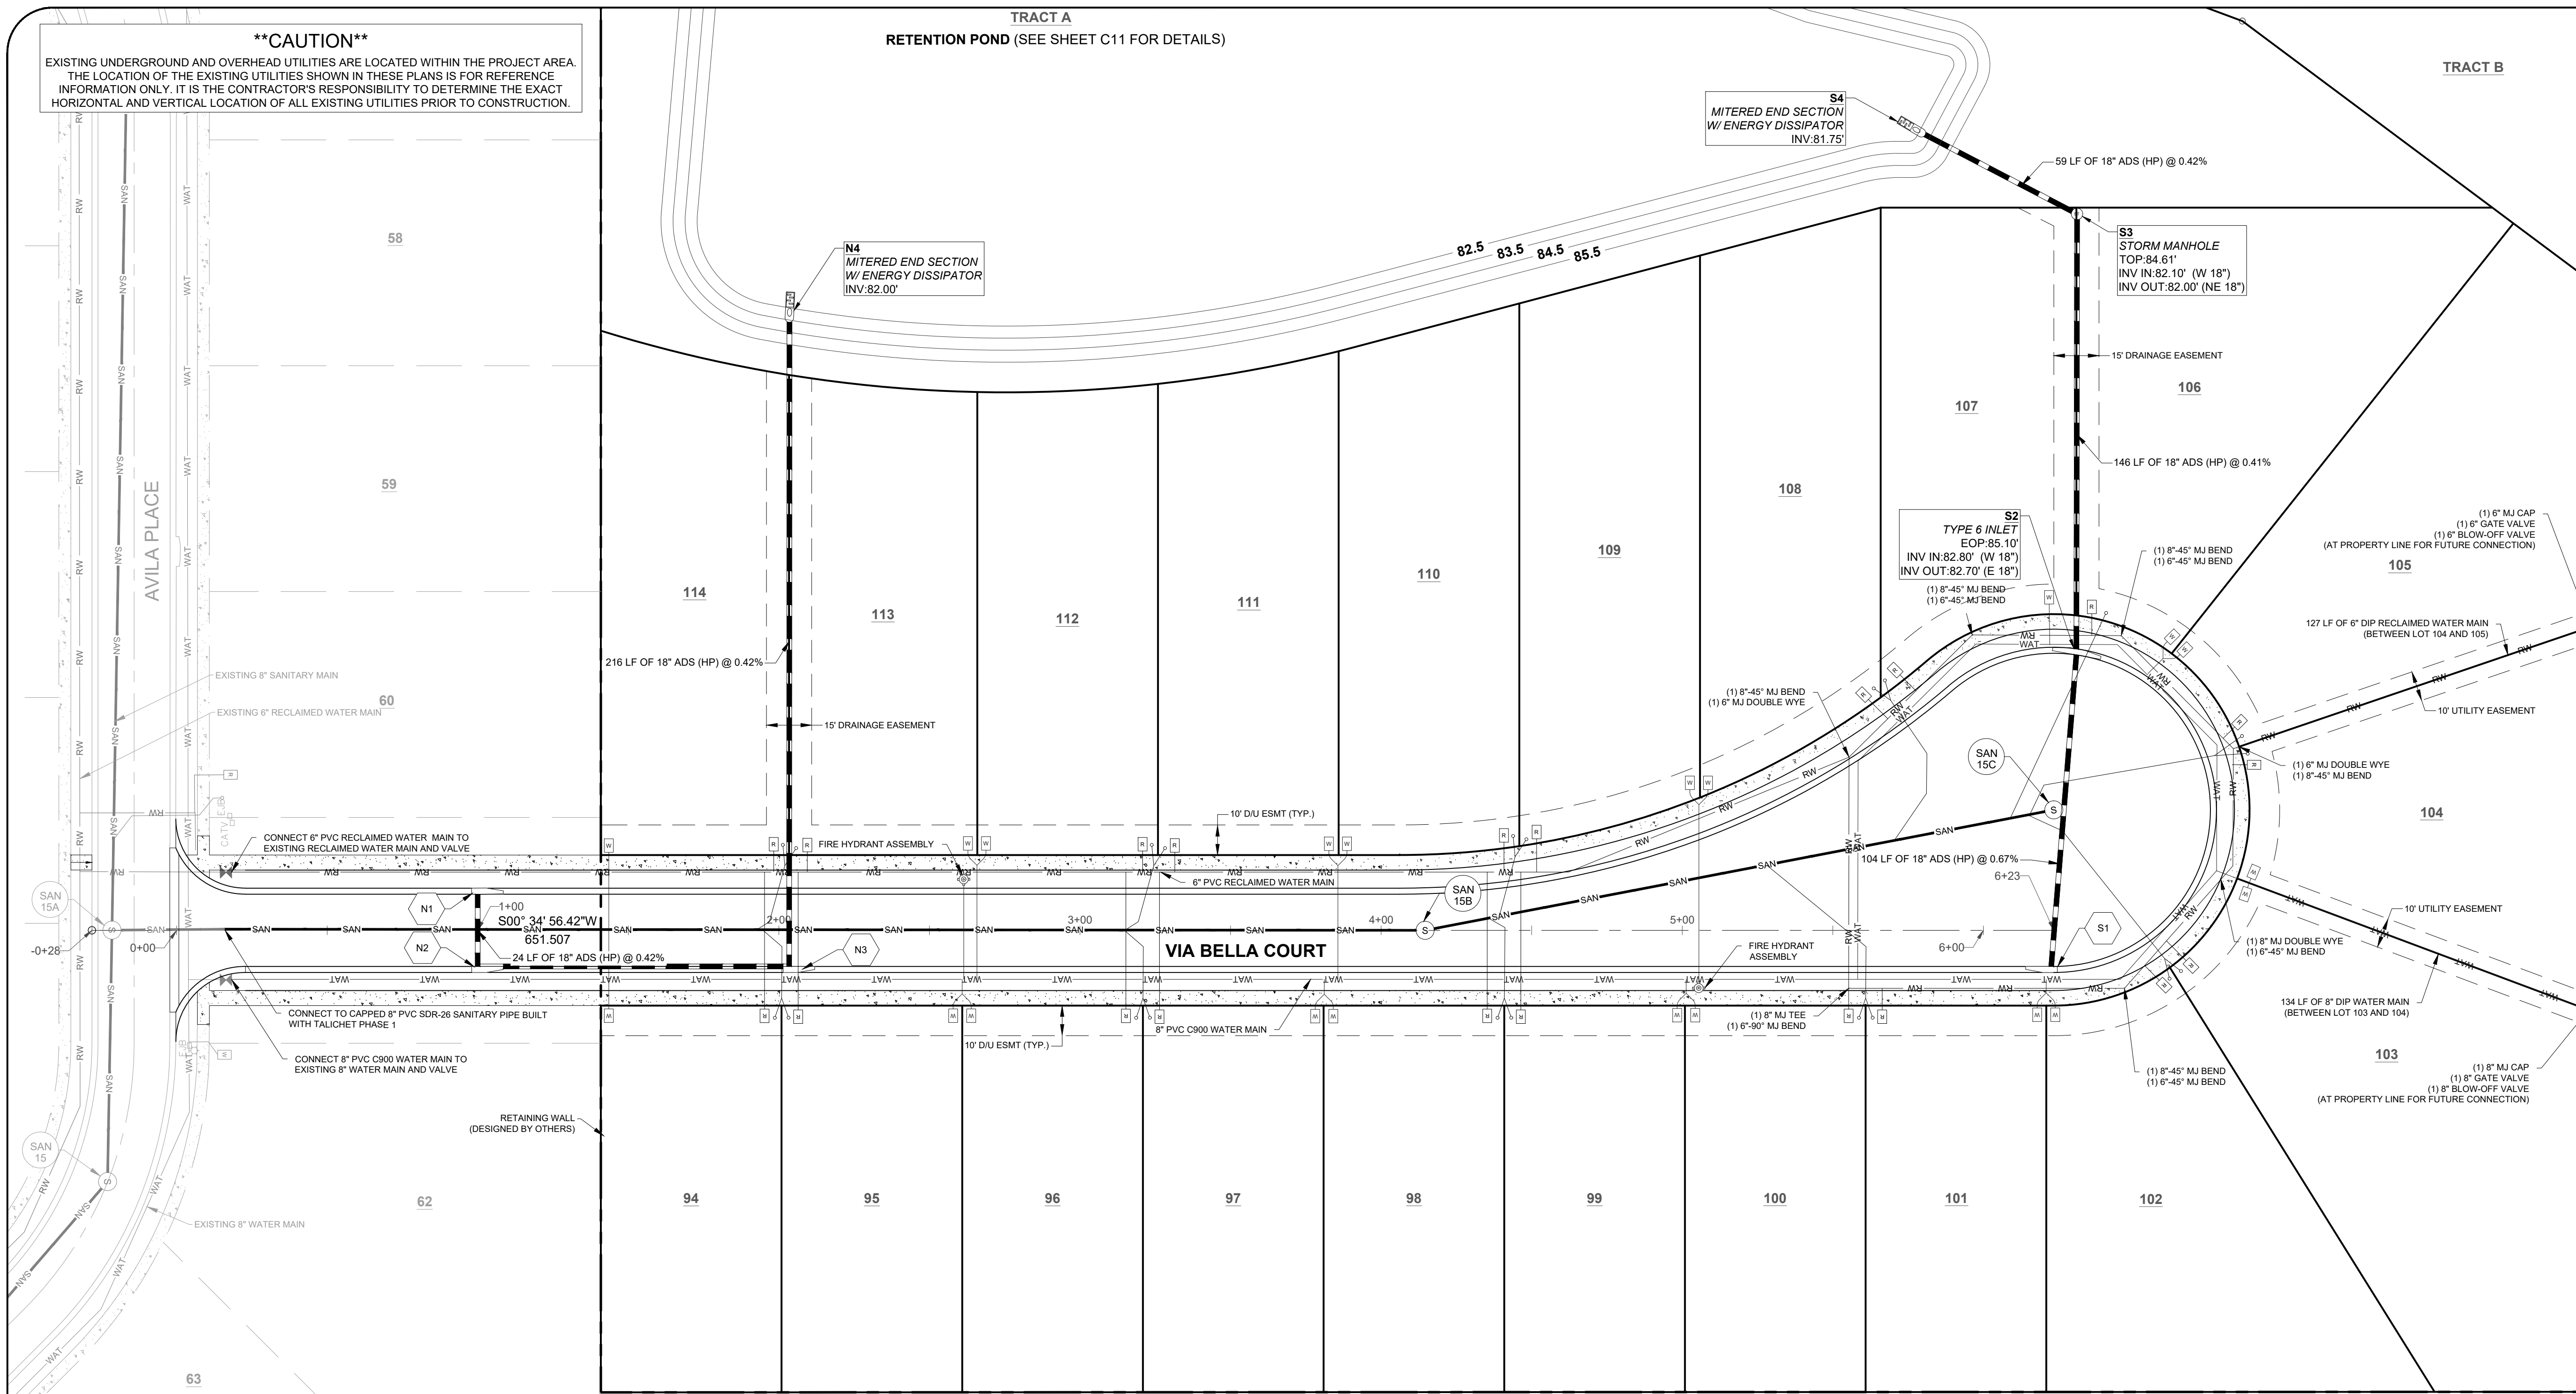 **CAUTION**
EXISTING UNDERGROUND AND OVERHEAD UTILITIES ARE LOCATED WITHIN THE PROJECT AREA.
THE LOCATION OF THE EXISTING UTILITIES SHOWN IN THESE PLANS IS FOR REFERENCE
INFORMATION ONLY. IT IS THE CONTRACTOR'S RESPONSIBILITY TO DETERMINE THE EXACT
HORIZONTAL AND VERTICAL LOCATION OF ALL EXISTING UTILITIES PRIOR TO CONSTRUCTION.
TRACT A
RETENTION POND (SEE SHEET C11 FOR DETAILS)
TRACT B
S4
MITERED END SECTION
W/ ENERGY DISSIPATOR
INV:81.75'
59 LF OF 18" ADS (HP) @ 0.42%
N4
MITERED END SECTION
W/ ENERGY DISSIPATOR
INV:82.00'
82.5
83.5
84.5
85.5
S3
STORM MANHOLE
TOP:84.61'
INV IN:82.10' (W 18")
INV OUT:82.00' (NE 18")
15' DRAINAGE EASEMENT
106
107
146 LF OF 18" ADS (HP) @ 0.41%
58
59
60
62
63
AVILA PLACE
108
109
110
111
112
113
114
S2
TYPE 6 INLET
EOP:85.10'
INV IN:82.80' (W 18")
INV OUT:82.70' (E 18")
(1) 8"-45° MJ BEND
(1) 6"-45° MJ BEND
(1) 8"-45° MJ BEND
(1) 6"-45° MJ BEND
(1) 6" MJ CAP
(1) 6" GATE VALVE
(1) 6" BLOW-OFF VALVE
(AT PROPERTY LINE FOR FUTURE CONNECTION)
105
127 LF OF 6" DIP RECLAIMED WATER MAIN
(BETWEEN LOT 104 AND 105)
216 LF OF 18" ADS (HP) @ 0.42%
EXISTING 8" SANITARY MAIN
EXISTING 6" RECLAIMED WATER MAIN
15' DRAINAGE EASEMENT
(1) 8"-45° MJ BEND
(1) 6" MJ DOUBLE WYE
10' UTILITY EASEMENT
SAN
15C
(1) 6" MJ DOUBLE WYE
(1) 8"-45° MJ BEND
104
CATV
CONNECT 6" PVC RECLAIMED WATER MAIN TO
EXISTING RECLAIMED WATER MAIN AND VALVE
FIRE HYDRANT ASSEMBLY
10' D/U ESMT (TYP.)
104 LF OF 18" ADS (HP) @ 0.67%
6+23
6" PVC RECLAIMED WATER MAIN
SAN
15A
SAN
15B
N1
N2
N3
S1
-0+28
0+00
1+00
S00° 34' 56.42"W
651.507
2+00
3+00
4+00
5+00
6+00
24 LF OF 18" ADS (HP) @ 0.42%
VIA BELLA COURT
FIRE HYDRANT
ASSEMBLY
10' UTILITY EASEMENT
(1) 8" MJ DOUBLE WYE
(1) 6"-45° MJ BEND
134 LF OF 8" DIP WATER MAIN
(BETWEEN LOT 103 AND 104)
CONNECT TO CAPPED 8" PVC SDR-26 SANITARY PIPE BUILT
WITH TALICHET PHASE 1
8" PVC C900 WATER MAIN
(1) 8" MJ TEE
(1) 6"-90° MJ BEND
10' D/U ESMT (TYP.)
CONNECT 8" PVC C900 WATER MAIN TO
EXISTING 8" WATER MAIN AND VALVE
(1) 8"-45° MJ BEND
(1) 6"-45° MJ BEND
103
(1) 8" MJ CAP
(1) 8" GATE VALVE
(1) 8" BLOW-OFF VALVE
(AT PROPERTY LINE FOR FUTURE CONNECTION)
RETAINING WALL
(DESIGNED BY OTHERS)
SAN
15
EXISTING 8" WATER MAIN
94
95
96
97
98
99
100
101
102
SAN
RW
WAT
S
W
R